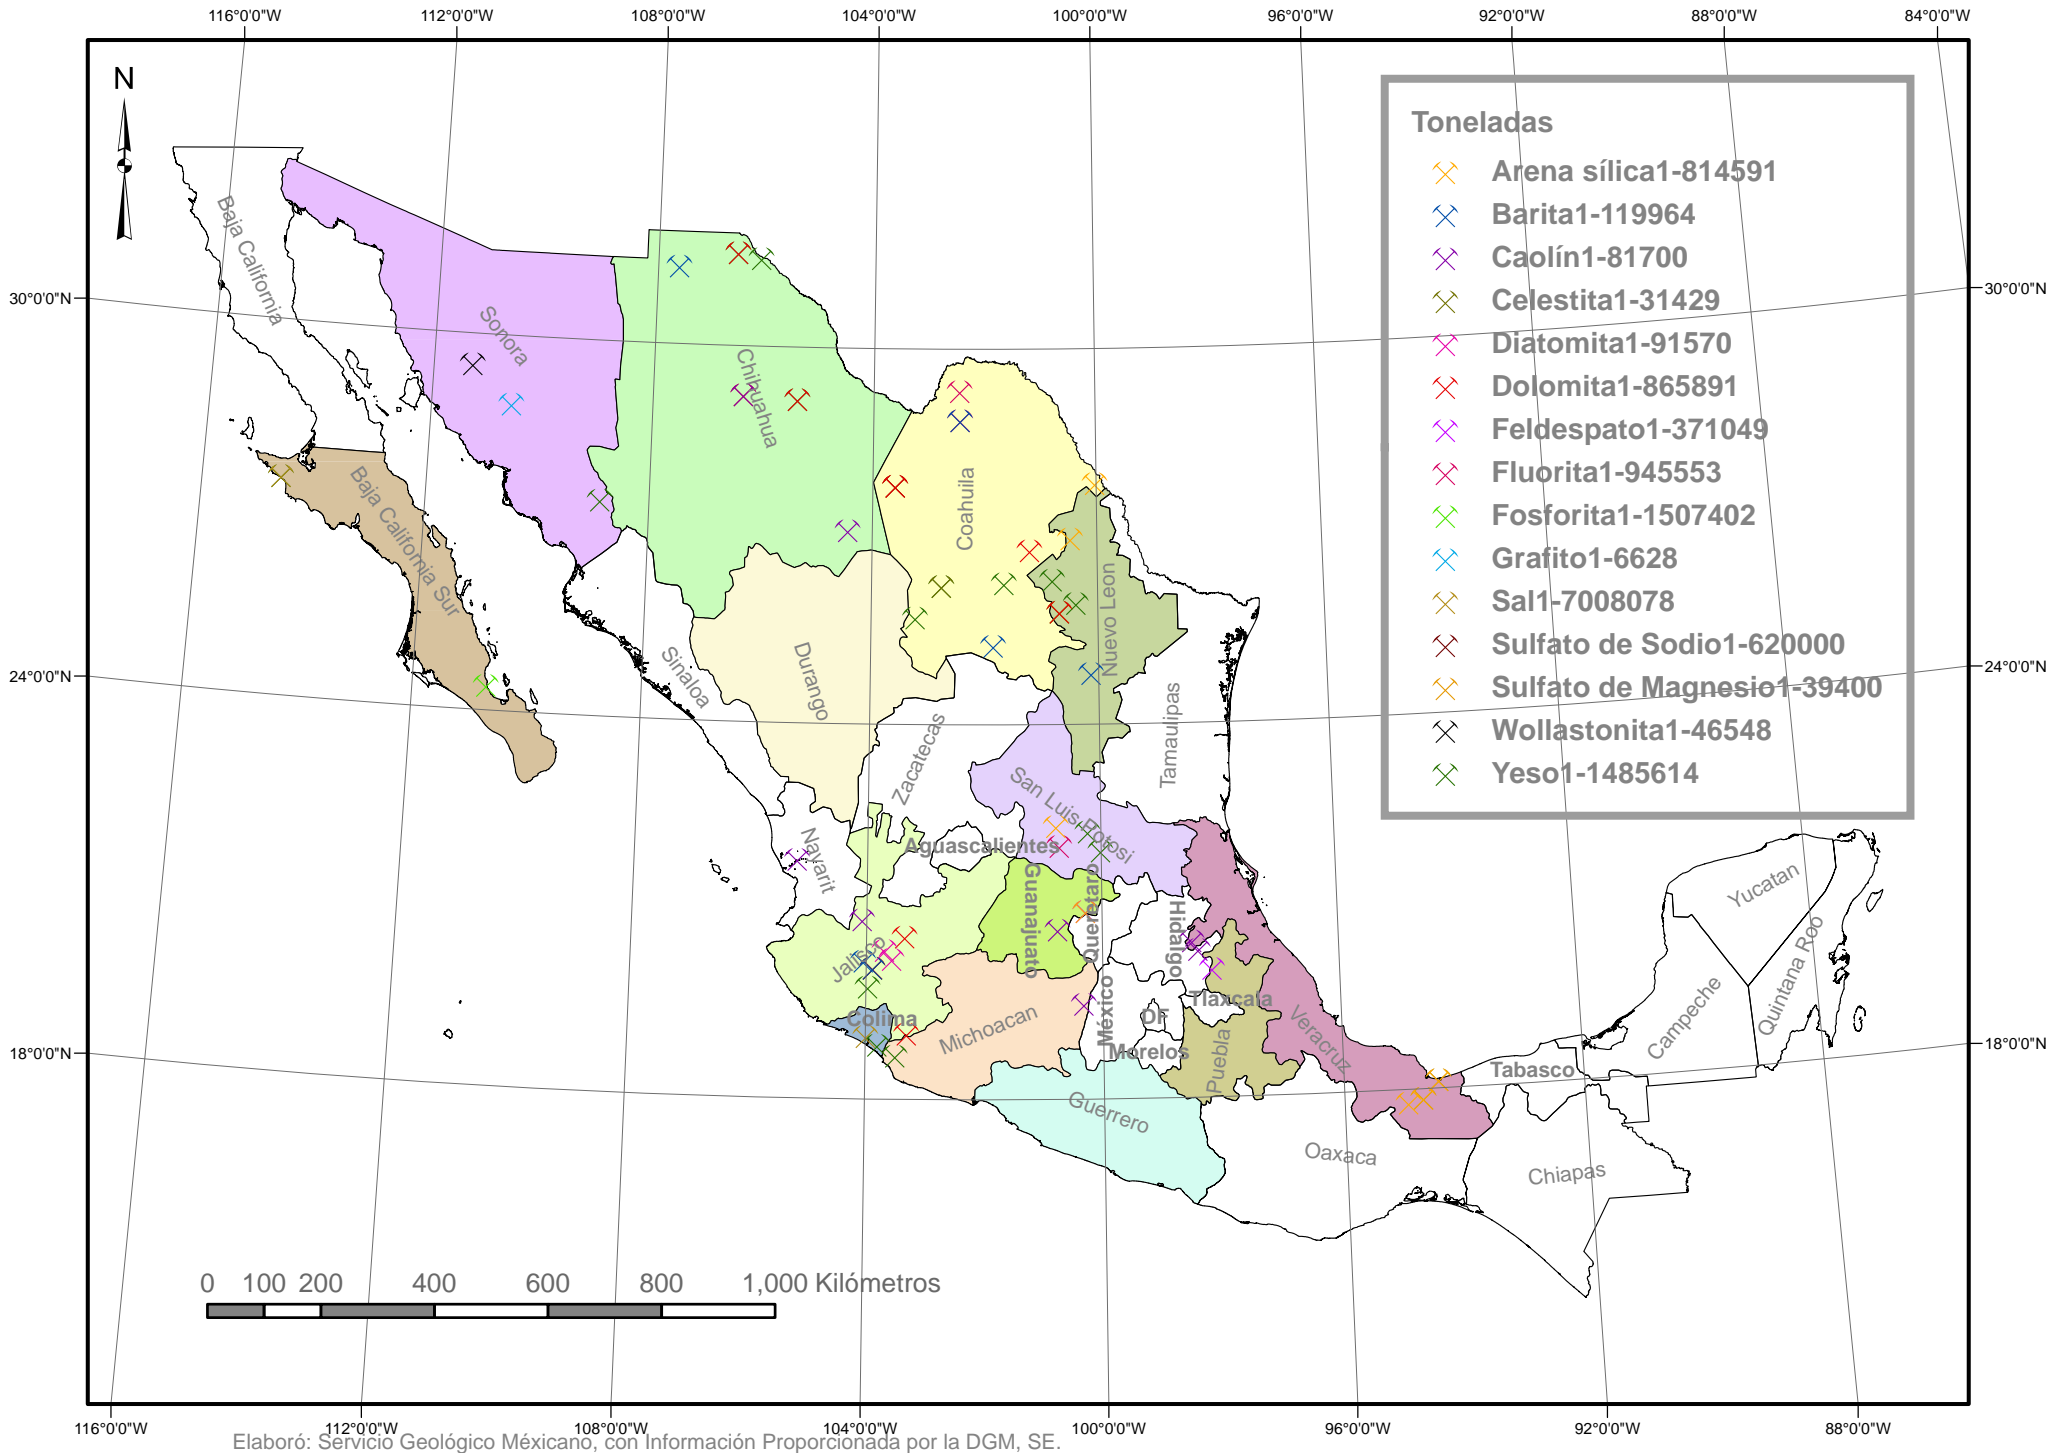 116°0'0"W 112°0'0"W 108°0'0"W 104°0'0"W 100°0'0"W 96°0'0"W 92°0'0"W 88°0'0"W 84°0'0"W
N
Toneladas
Arena sílica1-814591
Barita1-119964
Caolín1-81700
Celestita1-31429
Diatomita1-91570
Dolomita1-865891
Feldespato1-371049
Fluorita1-945553
Fosforita1-1507402
Grafito1-6628
Sal1-7008078
Sulfato de Sodio1-620000
Sulfato de Magnesio1-39400
Wollastonita1-46548
Yeso1-1485614
30°0'0"N 30°0'0"N
24°0'0"N 24°0'0"N
18°0'0"N 18°0'0"N
Baja California
Sonora
Chihuahua
Coahuila
Baja California Sur
Nuevo Leon
Sinaloa
Durango
Zacatecas
Tamaulipas
San Luis Potosi
Nayarit
Aguascalientes
Guanajuato
Queretaro
Hidalgo
Jalisco
Colima
Michoacan
México
DF
Tlaxcala
Morelos
Puebla
Veracruz
Guerrero
Oaxaca
Tabasco
Chiapas
Campeche
Yucatan
Quintana Roo
0 100 200 400 600 800 1,000 Kilómetros
116°0'0"W 112°0'0"W 108°0'0"W 104°0'0"W 100°0'0"W 96°0'0"W 92°0'0"W 88°0'0"W
Elaboró: Servicio Geológico Méxicano, con Información Proporcionada por la DGM, SE.